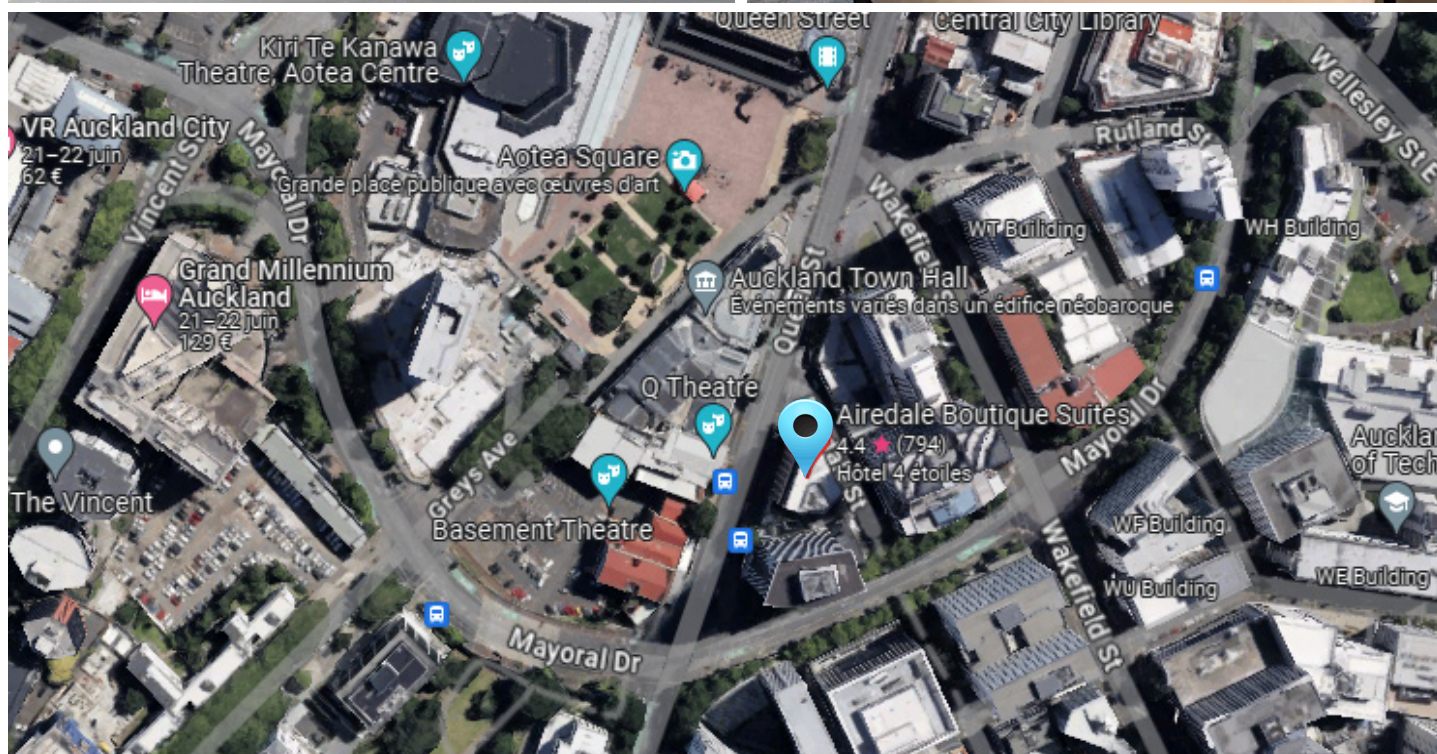 Queen Street
Central City Library
Kiri Te Kanawa
Theatre, Aotea Centre
Wellesley St E
VR Auckland City
21–22 juin
62 €
Vincent St
Mayoral Dr
Aotea Square
Grande place publique avec œuvres d'art
Rutland St
Wakefield
WT Building
WH Building
Grand Millennium
Auckland
21–22 juin
129 €
Auckland Town Hall
Événements variés dans un édifice néobaroque
Q Theatre
Airedale Boutique Suites
4.4 ★ (794)
Hôtel 4 étoiles
Mayoral Dr
Greys Ave
The Vincent
Basement Theatre
of Tech
WF Building
WU Building
WE Building
Wakefield St
Mayoral Dr